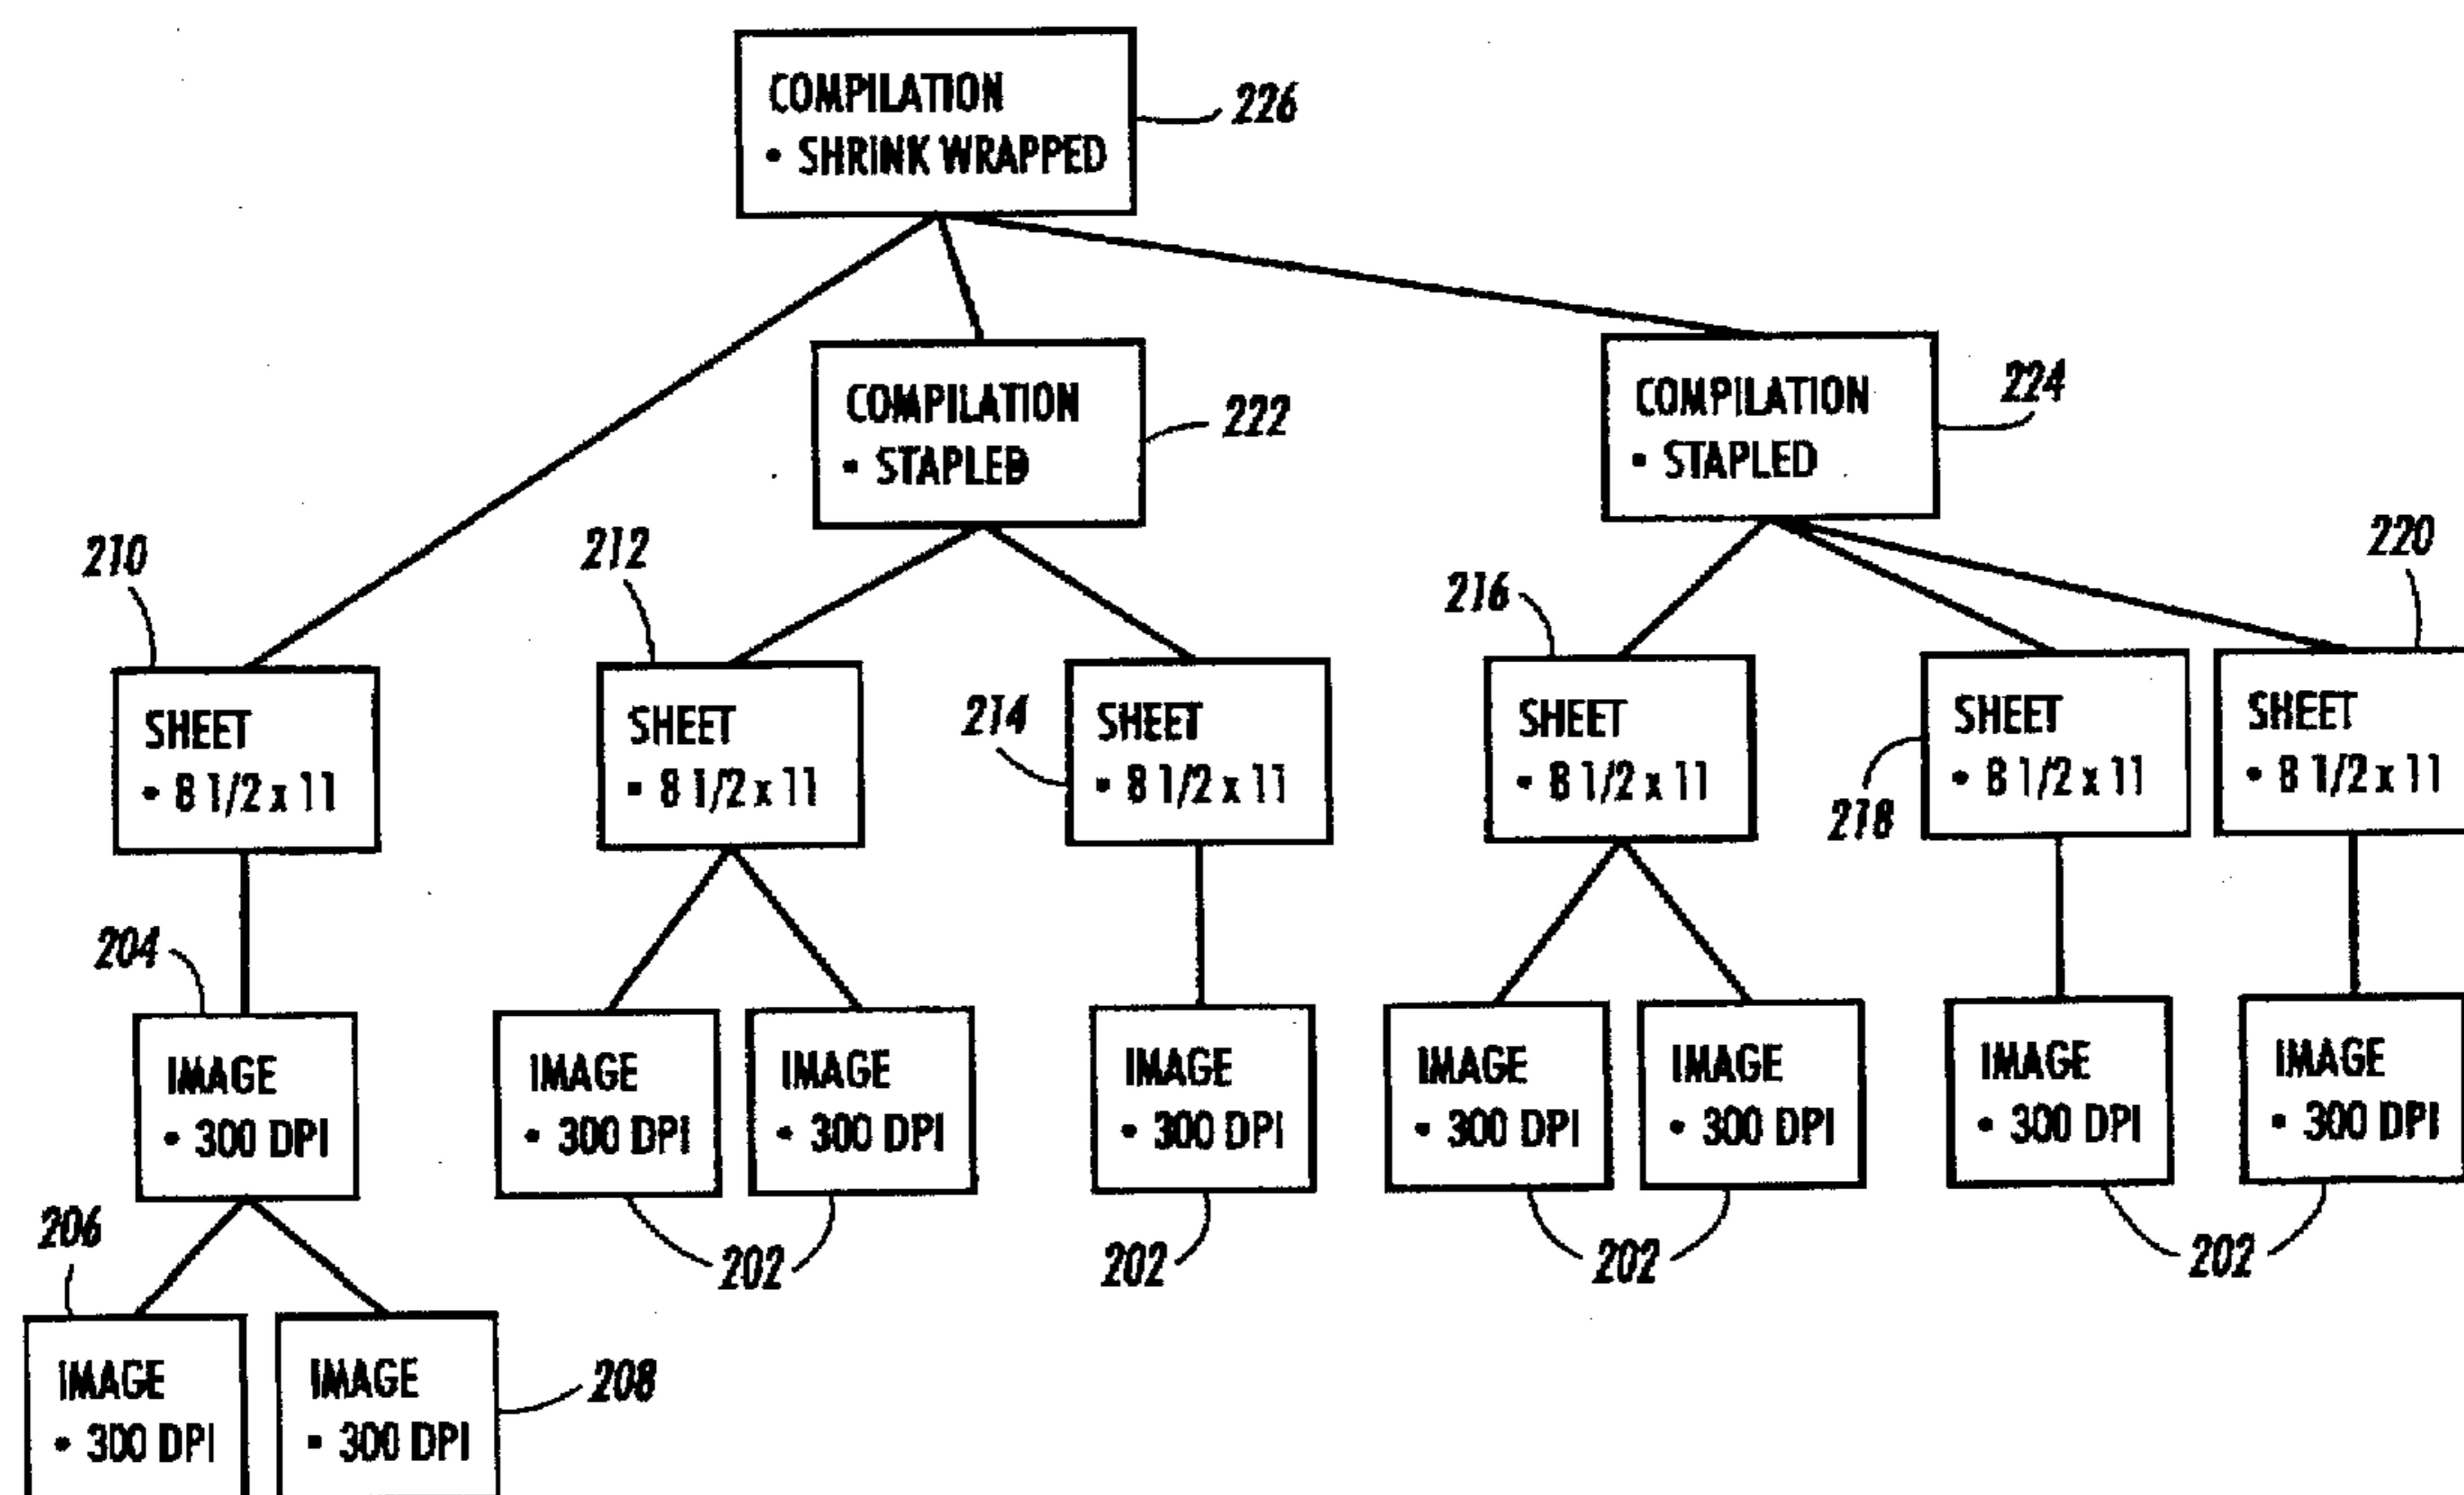 COMPILATION
• SHRINK WRAPPED
226
COMPILATION
• STAPLED
222
COMPILATION
• STAPLED
224
210
212
216
220
SHEET
• 8 1/2 x 11
SHEET
• 8 1/2 x 11
214
SHEET
• 8 1/2 x 11
SHEET
• 8 1/2 x 11
218
SHEET
• 8 1/2 x 11
SHEET
• 8 1/2 x 11
204
IMAGE
• 300 DPI
IMAGE
• 300 DPI
IMAGE
• 300 DPI
IMAGE
• 300 DPI
IMAGE
• 300 DPI
IMAGE
• 300 DPI
IMAGE
• 300 DPI
IMAGE
• 300 DPI
206
202
202
202
202
IMAGE
• 300 DPI
IMAGE
• 300 DPI
208